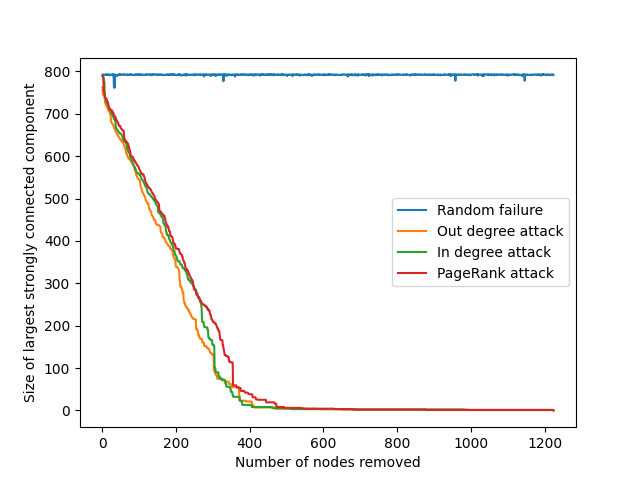 800
700
600
500
400
300
200
100
0
Size of largest strongly connected component
Random failure
Out degree attack
In degree attack
PageRank attack
0 200 400 600 800 1000 1200
Number of nodes removed